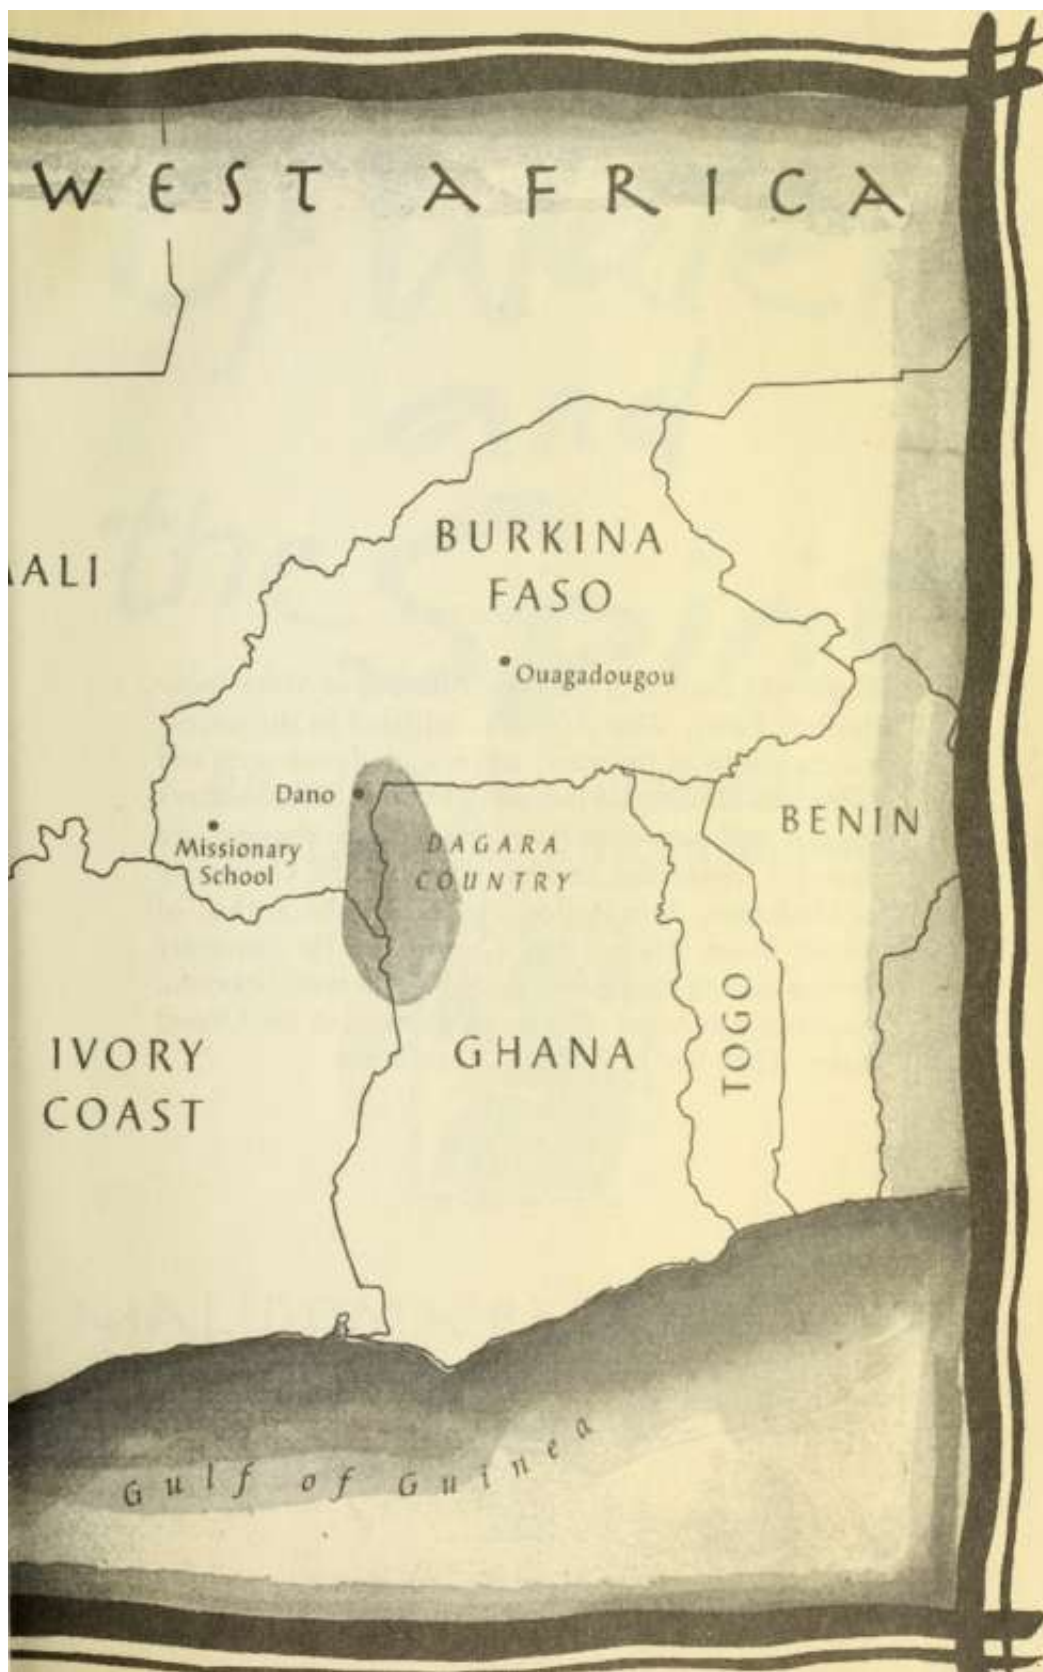 WEST AFRICA
BURKINA
FASO
ALI
Ouagadougou
Dano
Missionary
School
DAGARA
COUNTRY
BENIN
TOGO
IVORY
COAST
GHANA
Gulf of Guinea